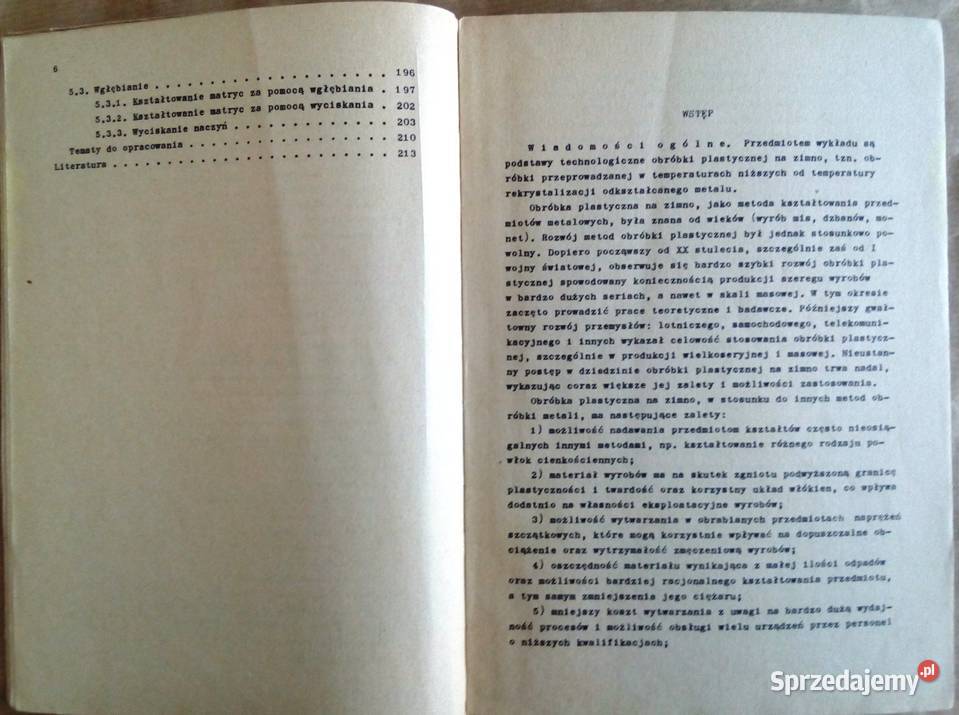 6
5.3. Wgłębianie . . . . . . . . . . . . . . . . . . . . 196
5.3.1. Kształtowanie matryc za pomocą wgłębiania . 197
5.3.2. Kształtowanie matryc za pomocą wyciskania . 202
5.3.3. Wyciskanie naczyń . . . . . . . . . . . . . . 203
Tematy do opracowania . . . . . . . . . . . . . . . . . 210
Literatura . . . . . . . . . . . . . . . . . . . . . . . 213
WSTĘP
Wiadomości ogólne. Przedmiotem wykładu są
podstawy technologiczne obróbki plastycznej na zimno, tzn. ob-
róbki przeprowadzanej w temperaturach niższych od temperatury
rekrystalizacji odkształcanego metalu.
Obróbka plastyczna na zimno, jako metoda kształtowania przed-
miotów metalowych, była znana od wieków (wyrób mis, dzbanów, mo-
net). Rozwój metod obróbki plastycznej był jednak stosunkowo po-
wolny. Dopiero począwszy od XX stulecia, szczególnie zaś od I
wojny światowej, obserwuje się bardzo szybki rozwój obróbki pla-
stycznej spowodowany koniecznością produkcji szeregu wyrobów
w bardzo dużych seriach, a nawet w skali masowej. W tym okresie
zaczęto prowadzić prace teoretyczne i badawcze. Późniejszy gwał-
towny rozwój przemysłów: lotniczego, samochodowego, telekomuni-
kacyjnego i innych wykazał celowość stosowania obróbki plastycz-
nej, szczególnie w produkcji wielkoseryjnej i masowej. Nieustan-
ny postęp w dziedzinie obróbki plastycznej na zimno trwa nadal,
wykazując coraz większe jej zalety i możliwości zastosowania.
Obróbka plastyczna na zimno, w stosunku do innych metod ob-
róbki metali, ma następujące zalety:
1) możliwość nadawania przedmiotom kształtów często nieosią-
galnych innymi metodami, np. kształtowanie różnego rodzaju po-
włok cienkościennych;
2) materiał wyrobów ma na skutek zgniotu podwyższoną granicę
plastyczności i twardość oraz korzystny układ włókien, co wpływa
dodatnio na własności eksploatacyjne wyrobów;
3) możliwość wytwarzania w obrabianych przedmiotach naprężeń
szczątkowych, które mogą korzystnie wpływać na dopuszczalne ob-
ciążenie oraz wytrzymałość zmęczeniową wyrobów;
4) oszczędność materiału wynikająca z małej ilości odpadów
oraz możliwości bardziej racjonalnego kształtowania przedmiotu,
a tym samym zmniejszenia jego ciężaru;
5) mniejszy koszt wytwarzania z uwagi na bardzo dużą wydaj-
ność procesów i możliwość obsługi wielu urządzeń przez personel
o niższych kwalifikacjach;
Sprzedajemy.pl